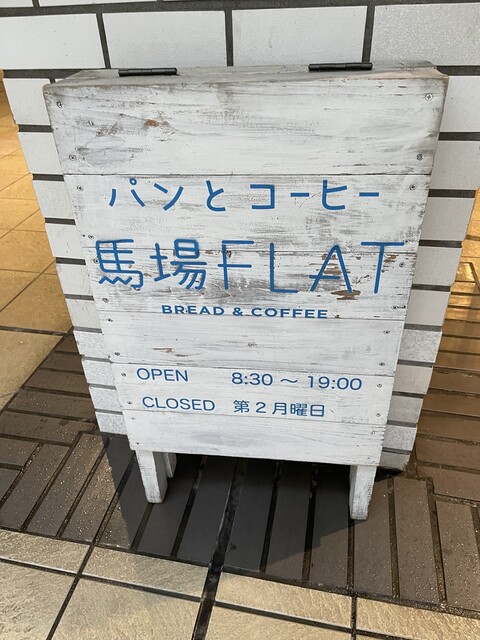 パンとコーヒー
馬場FLAT
BREAD & COFFEE
OPEN 8:30 〜 19:00
CLOSED 第2月曜日